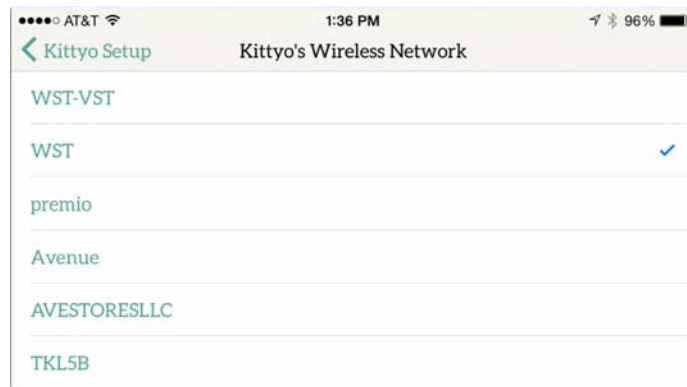 AT&T 1:36 PM 96%
Kittyo Setup Kittyo's Wireless Network
WST-VST
WST
premio
Avenue
AVESTORESLLC
TKL5B